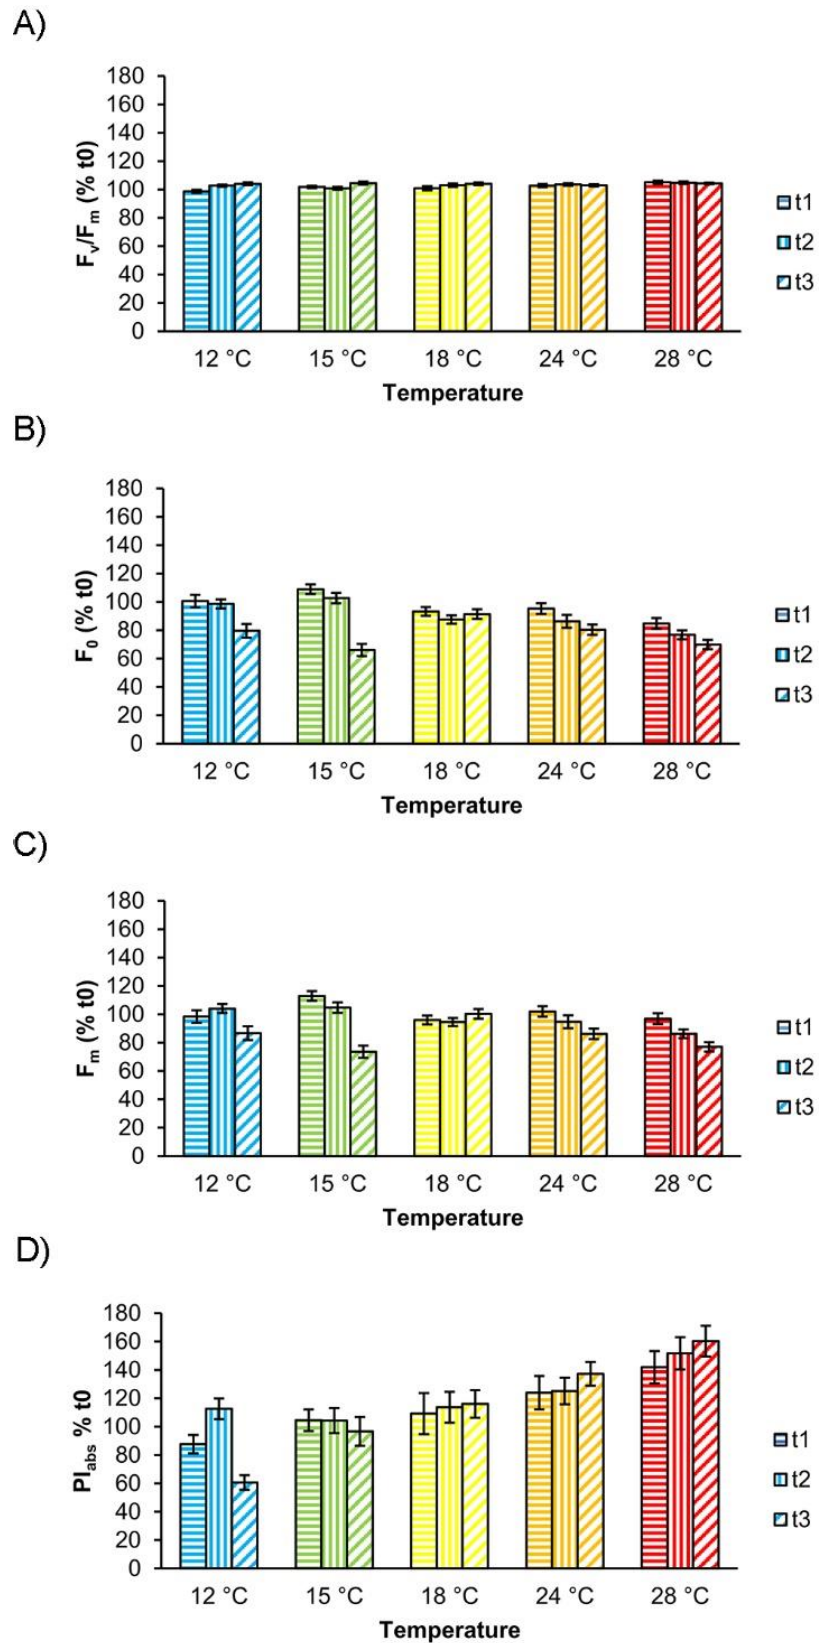 A)
180
160
140
120
100
80
60
40
20
0
Fv/Fm (% t0)
12 °C 15 °C 18 °C 24 °C 28 °C
Temperature
t1
t2
t3
B)
180
160
140
120
100
80
60
40
20
0
F0 (% t0)
12 °C 15 °C 18 °C 24 °C 28 °C
Temperature
t1
t2
t3
C)
180
160
140
120
100
80
60
40
20
0
Fm (% t0)
12 °C 15 °C 18 °C 24 °C 28 °C
Temperature
t1
t2
t3
D)
180
160
140
120
100
80
60
40
20
0
PIabs % t0
12 °C 15 °C 18 °C 24 °C 28 °C
Temperature
t1
t2
t3